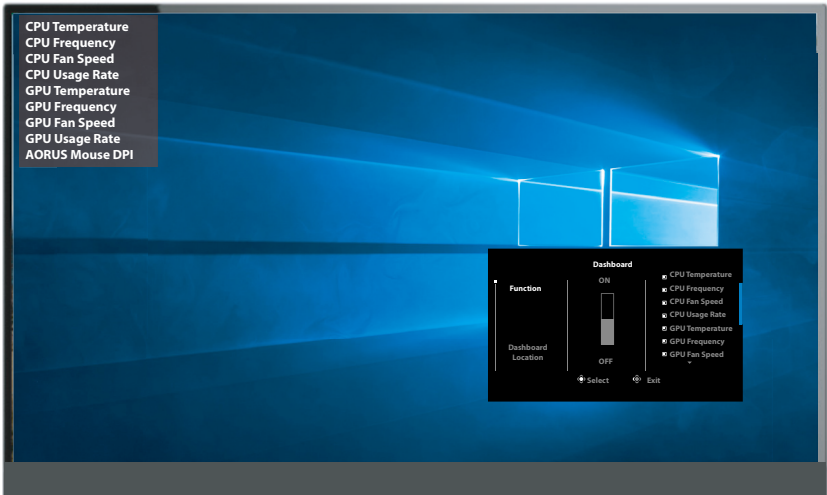 CPU Temperature
CPU Frequency
CPU Fan Speed
CPU Usage Rate
GPU Temperature
GPU Frequency
GPU Fan Speed
GPU Usage Rate
AORUS Mouse DPI
Dashboard
Function
Dashboard
Location
ON
OFF
CPU Temperature
CPU Frequency
CPU Fan Speed
CPU Usage Rate
GPU Temperature
GPU Frequency
GPU Fan Speed
Select
Exit